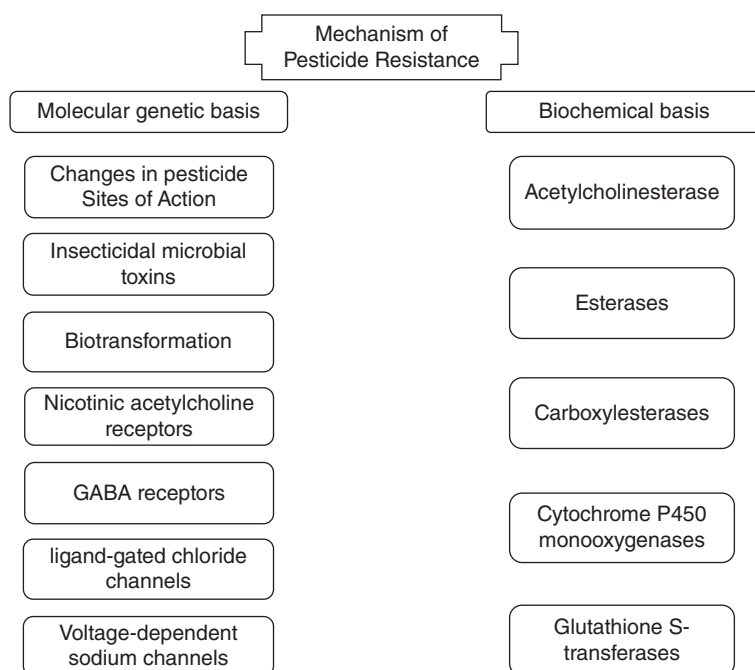 Mechanism of
Pesticide Resistance
Molecular genetic basis
Changes in pesticide
Sites of Action
Insecticidal microbial
toxins
Biotransformation
Nicotinic acetylcholine
receptors
GABA receptors
ligand-gated chloride
channels
Voltage-dependent
sodium channels
Biochemical basis
Acetylcholinesterase
Esterases
Carboxylesterases
Cytochrome P450
monooxygenases
Glutathione S-
transferases